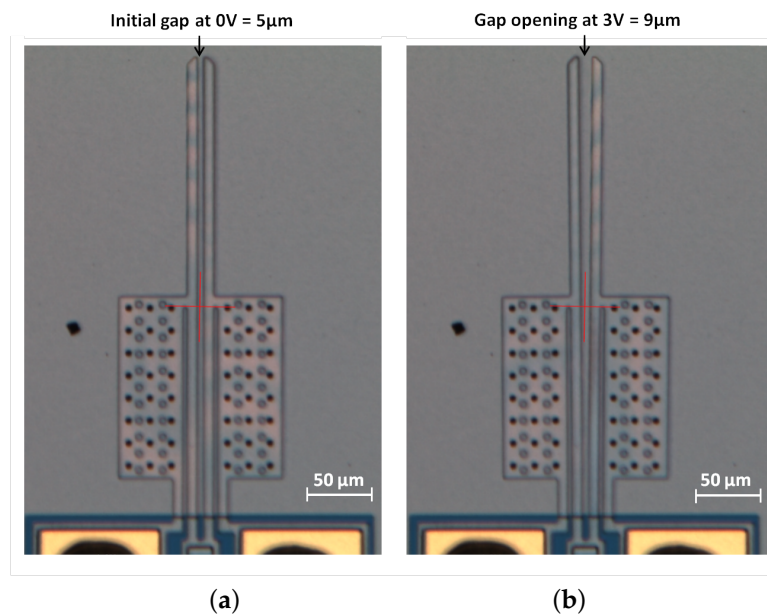 Initial gap at 0V = 5µm
Gap opening at 3V = 9µm
50 µm
50 µm
(a)
(b)